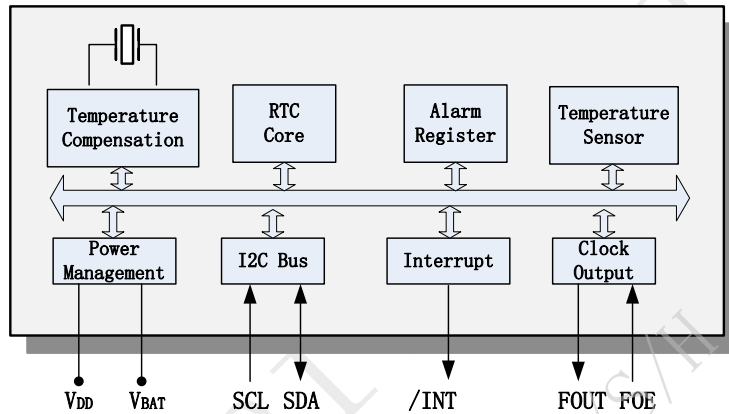 Temperature
Compensation
RTC
Core
Alarm
Register
Temperature
Sensor
Power
Management
I2C Bus
Interrupt
Clock
Output
VDD VBAT SCL SDA /INT FOUT FOE
S/H